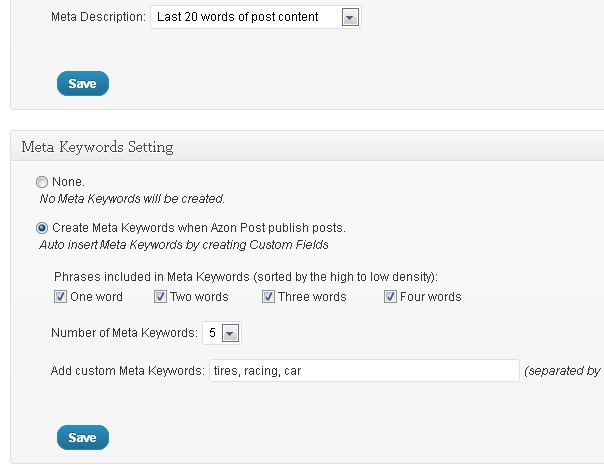 Meta Description: Last 20 words of post content
Save
Meta Keywords Setting
None.
No Meta Keywords will be created.
Create Meta Keywords when Azon Post publish posts.
Auto insert Meta Keywords by creating Custom Fields
Phrases included in Meta Keywords (sorted by the high to low density):
One word Two words Three words Four words
Number of Meta Keywords: 5
Add custom Meta Keywords: tires, racing, car (separated by
Save